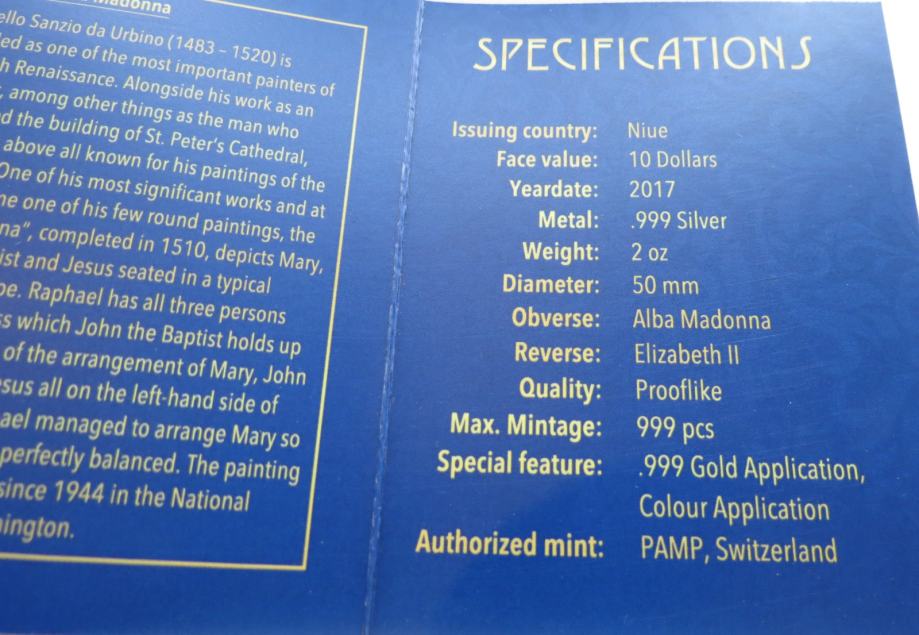 Madonna
ello Sanzio da Urbino (1483 – 1520) is
ed as one of the most important painters of
h Renaissance. Alongside his work as an
, among other things as the man who
d the building of St. Peter's Cathedral,
above all known for his paintings of the
One of his most significant works and at
me one of his few round paintings, the
na", completed in 1510, depicts Mary,
ist and Jesus seated in a typical
pe. Raphael has all three persons
ss which John the Baptist holds up
of the arrangement of Mary, John
esus all on the left-hand side of
ael managed to arrange Mary so
perfectly balanced. The painting
since 1944 in the National
hington.
SPECIFICATIONS
Issuing country: Niue
Face value: 10 Dollars
Yeardate: 2017
Metal: .999 Silver
Weight: 2 oz
Diameter: 50 mm
Obverse: Alba Madonna
Reverse: Elizabeth II
Quality: Prooflike
Max. Mintage: 999 pcs
Special feature: .999 Gold Application,
Colour Application
Authorized mint: PAMP, Switzerland